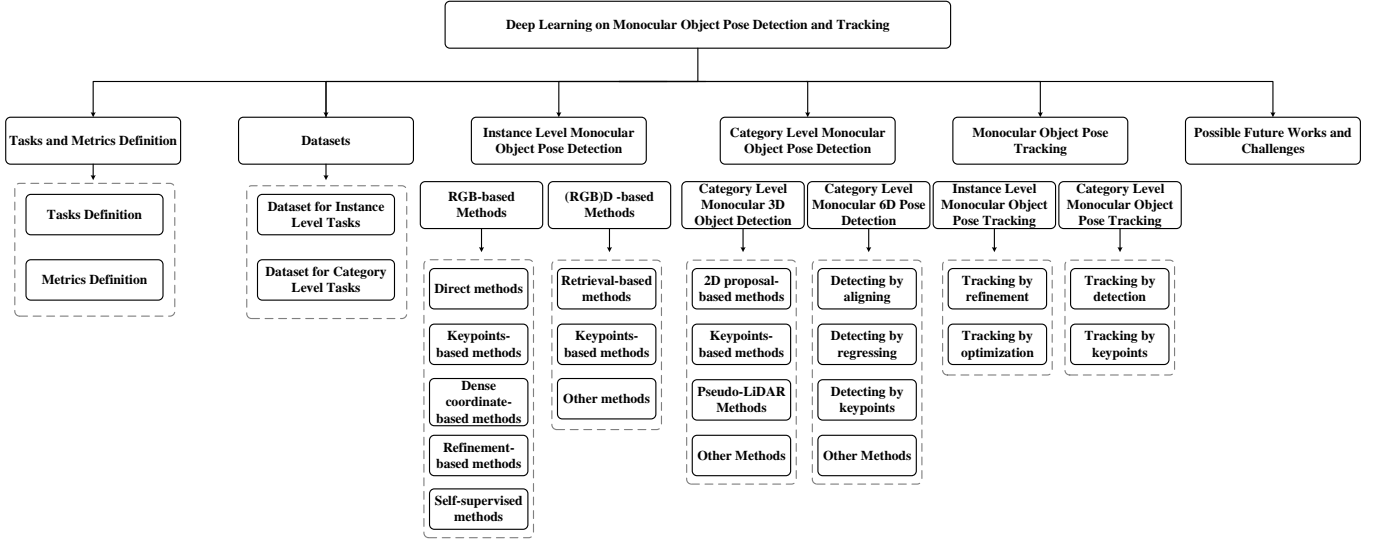 Deep Learning on Monocular Object Pose Detection and Tracking
Tasks and Metrics Definition
Datasets
Instance Level Monocular
Object Pose Detection
Category Level Monocular
Object Pose Detection
Monocular Object Pose
Tracking
Possible Future Works and
Challenges
Tasks Definition
Metrics Definition
Dataset for Instance
Level Tasks
Dataset for Category
Level Tasks
RGB-based
Methods
Direct methods
Keypoints-
based methods
Dense
coordinate-
based methods
Refinement-
based methods
Self-supervised
methods
(RGB)D -based
Methods
Retrieval-based
methods
Keypoints-
based methods
Other methods
Category Level
Monocular 3D
Object Detection
2D proposal-
based methods
Keypoints-
based methods
Pseudo-LiDAR
Methods
Other Methods
Category Level
Monocular 6D Pose
Detection
Detecting by
aligning
Detecting by
regressing
Detecting by
keypoints
Other Methods
Instance Level
Monocular Object
Pose Tracking
Tracking by
refinement
Tracking by
optimization
Category Level
Monocular Object
Pose Tracking
Tracking by
detection
Tracking by
keypoints